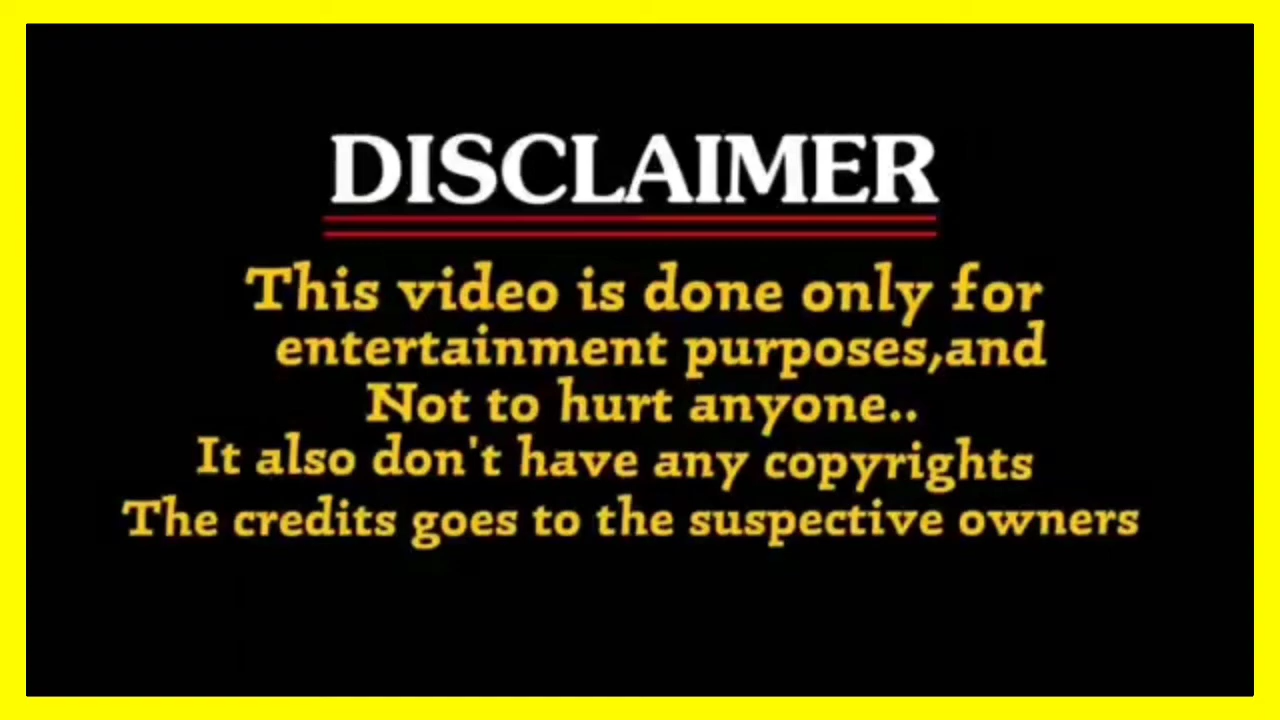 DISCLAIMER
This video is done only for
entertainment purposes,and
Not to hurt anyone..
It also don't have any copyrights
The credits goes to the suspective owners